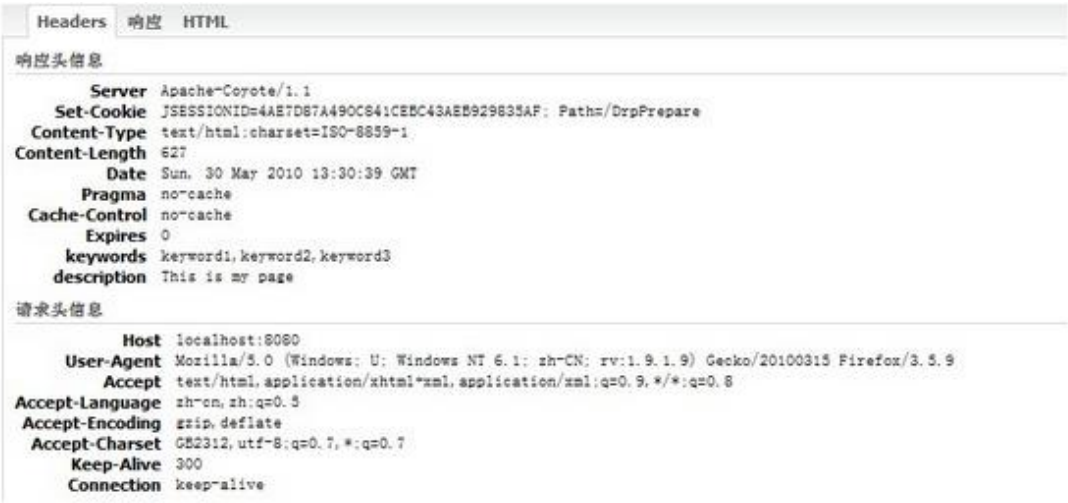 Headers 响应 HTML
响应头信息
Server Apache-Coyote/1.1
Set-Cookie JSESSIONID=4AE7D87A490C841CEBC43AEB929835AF; Path=/DrpPrepare
Content-Type text/html;charset=ISO-8859-1
Content-Length 627
Date Sun, 30 May 2010 13:30:39 GMT
Pragma no-cache
Cache-Control no-cache
Expires 0
keywords keyword1,keyword2,keyword3
description This is my page
请求头信息
Host localhost:8080
User-Agent Mozilla/5.0 (Windows; U; Windows NT 6.1; zh-CN; rv:1.9.1.9) Gecko/20100315 Firefox/3.5.9
Accept text/html,application/xhtml+xml,application/xml;q=0.9,*/*;q=0.8
Accept-Language zh-cn,zh;q=0.5
Accept-Encoding gzip,deflate
Accept-Charset GB2312,utf-8;q=0.7,*;q=0.7
Keep-Alive 300
Connection keep-alive